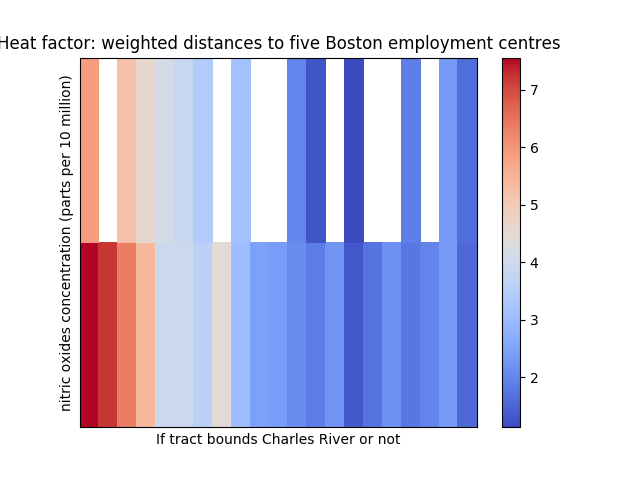 Heat factor: weighted distances to five Boston employment centres
nitric oxides concentration (parts per 10 million)
7
6
5
4
3
2
If tract bounds Charles River or not